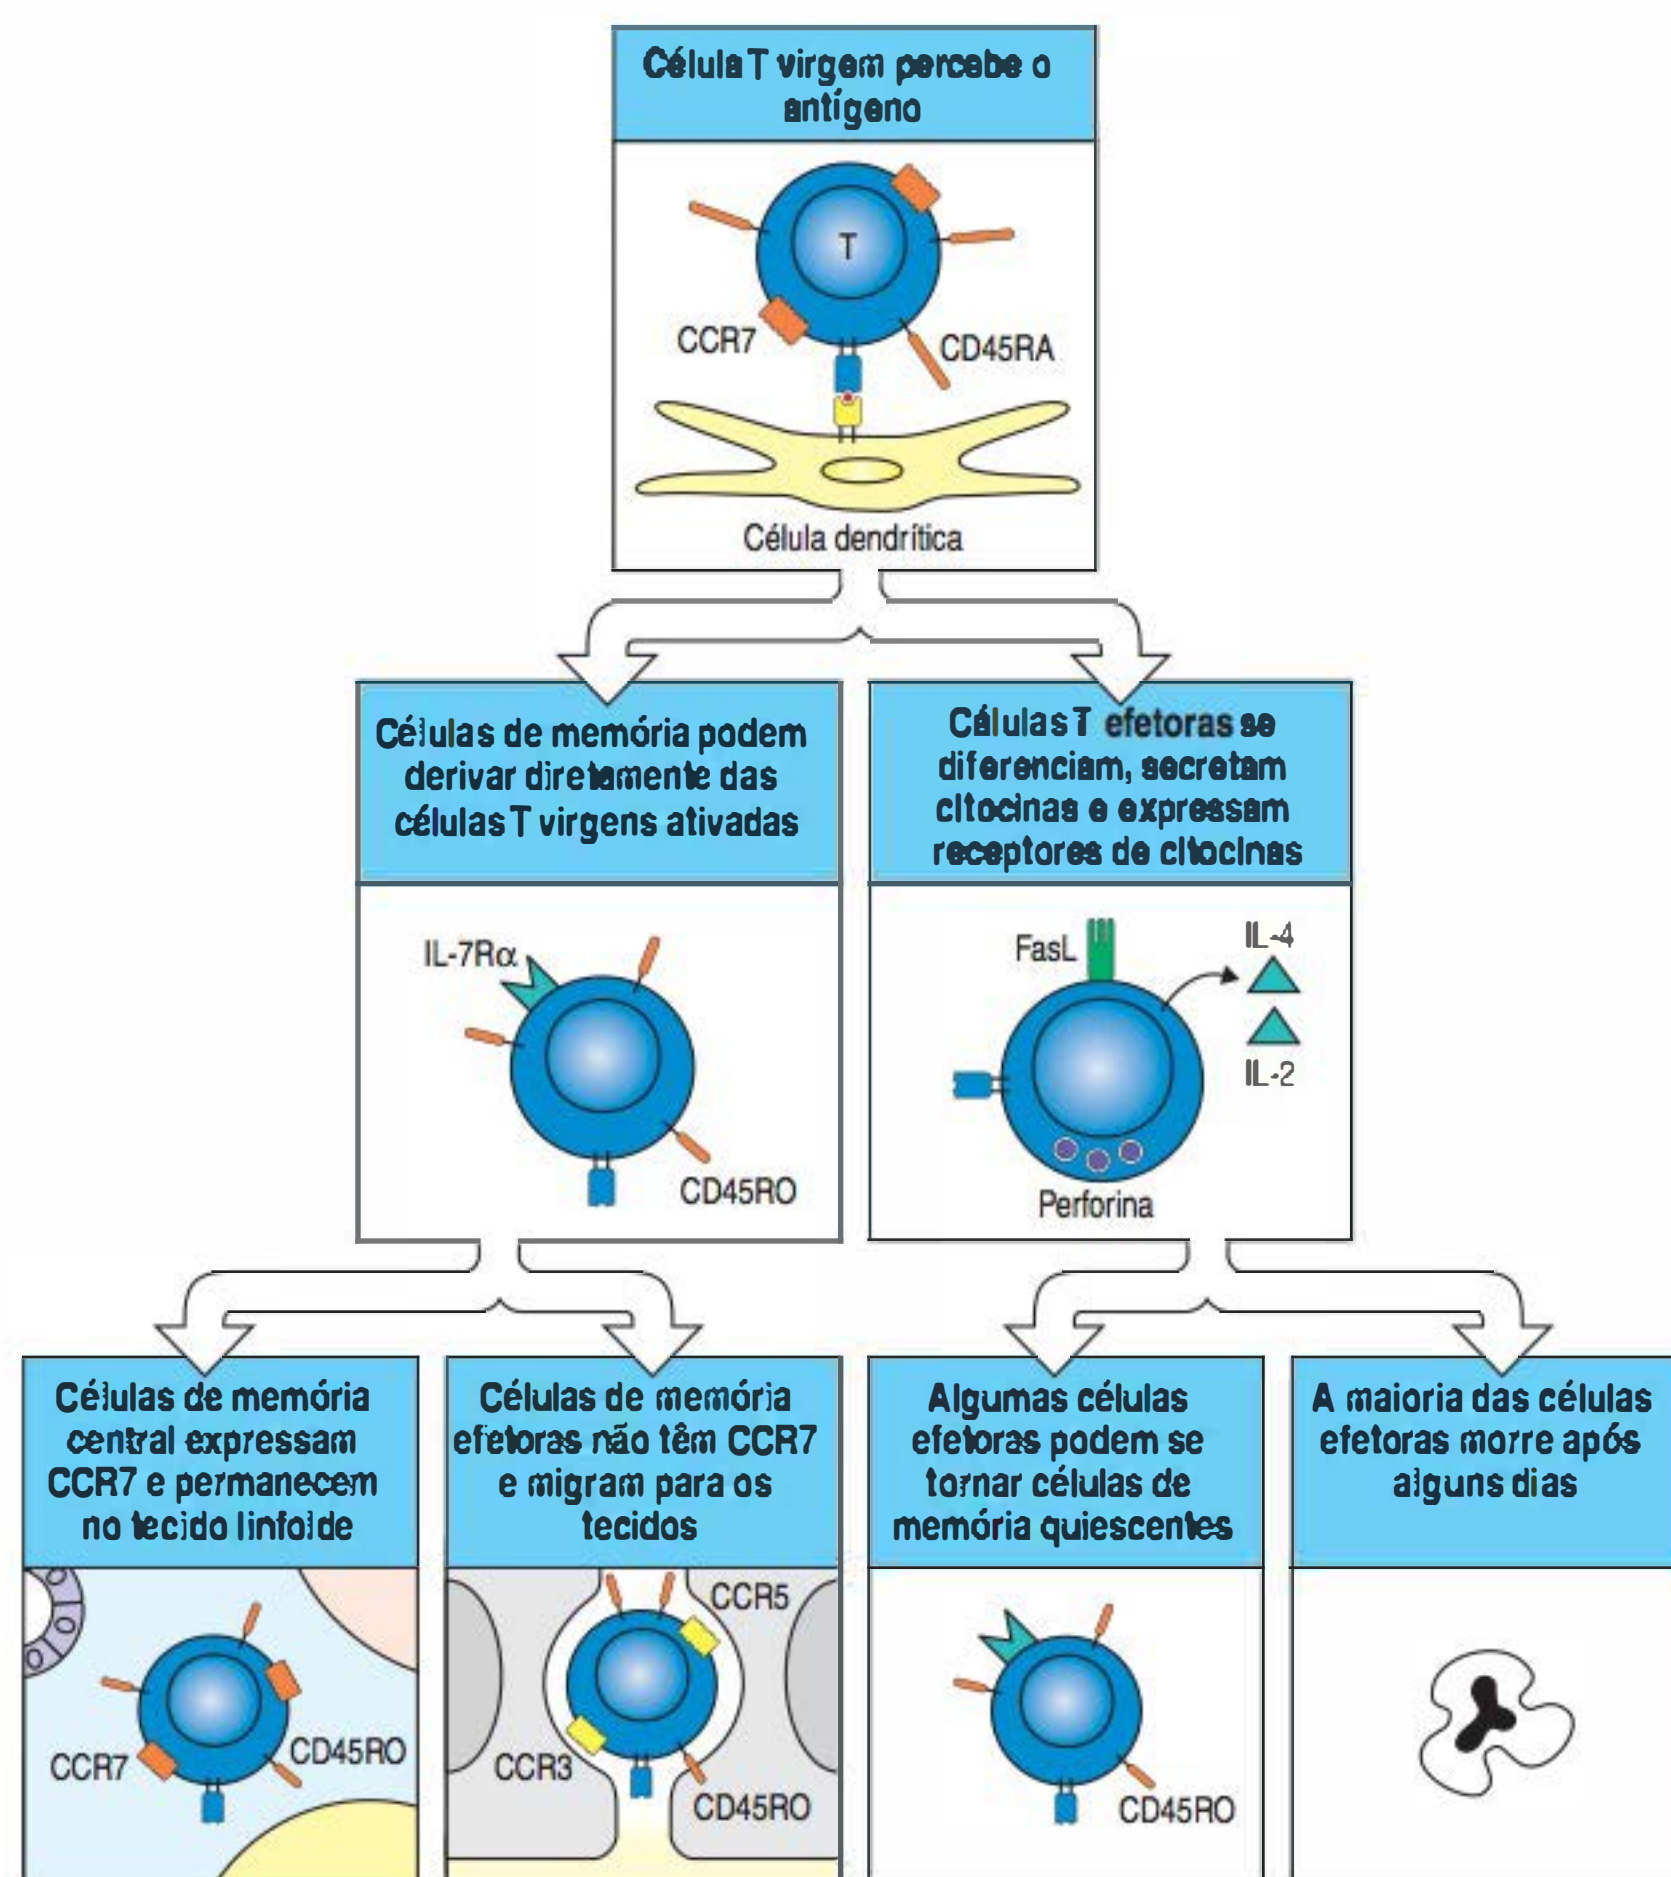 Célula T virgem percebe o
antígeno
T
CCR7
CD45RA
Célula dendrítica
Células de memória podem
derivar diretamente das
células T virgens ativadas
IL-7Rα
CD45RO
Células T efetoras se
diferenciam, secretam
citocinas e expressam
receptores de citocinas
FasL
IL-4
IL-2
Perforina
Células de memória
central expressam
CCR7 e permanecem
no tecido linfoide
CCR7
CD45RO
Células de memória
efetoras não têm CCR7
e migram para os
tecidos
CCR5
CCR3
CD45RO
Algumas células
efetoras podem se
tornar células de
memória quiescentes
CD45RO
A maioria das células
efetoras morre após
alguns dias